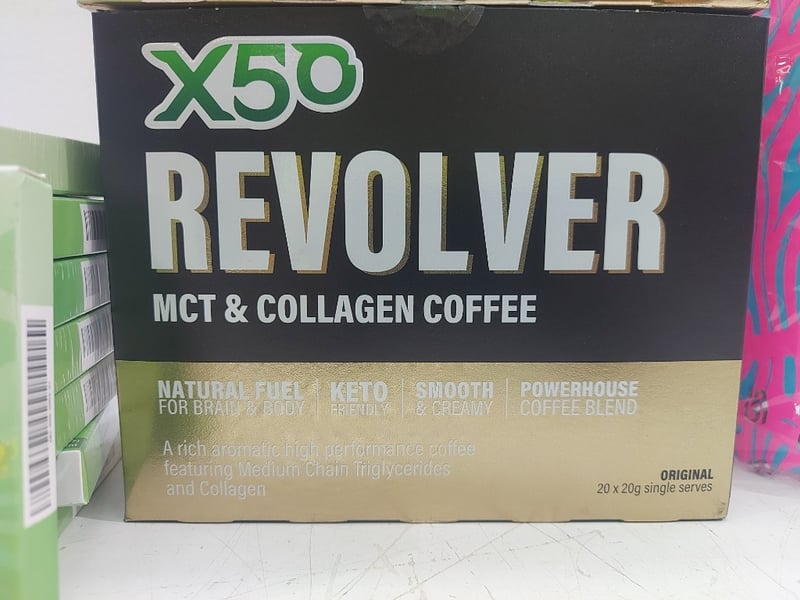 X50
REVOLVER
MCT & COLLAGEN COFFEE
NATURAL FUEL
FOR BRAIN & BODY
KETO
FRIENDLY
SMOOTH
& CREAMY
POWERHOUSE
COFFEE BLEND
A rich aromatic high performance coffee
featuring Medium Chain Triglycerides
and Collagen
ORIGINAL
20 x 20g single serves